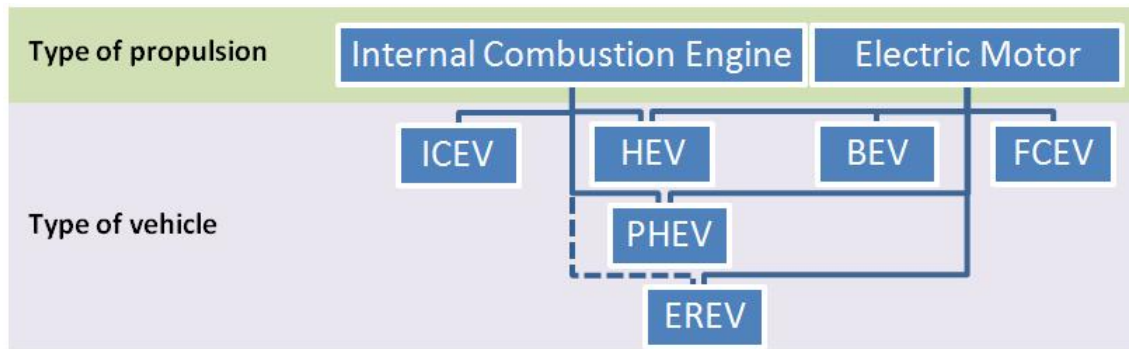 Type of propulsion
Internal Combustion Engine
Electric Motor
ICEV
HEV
BEV
FCEV
Type of vehicle
PHEV
EREV